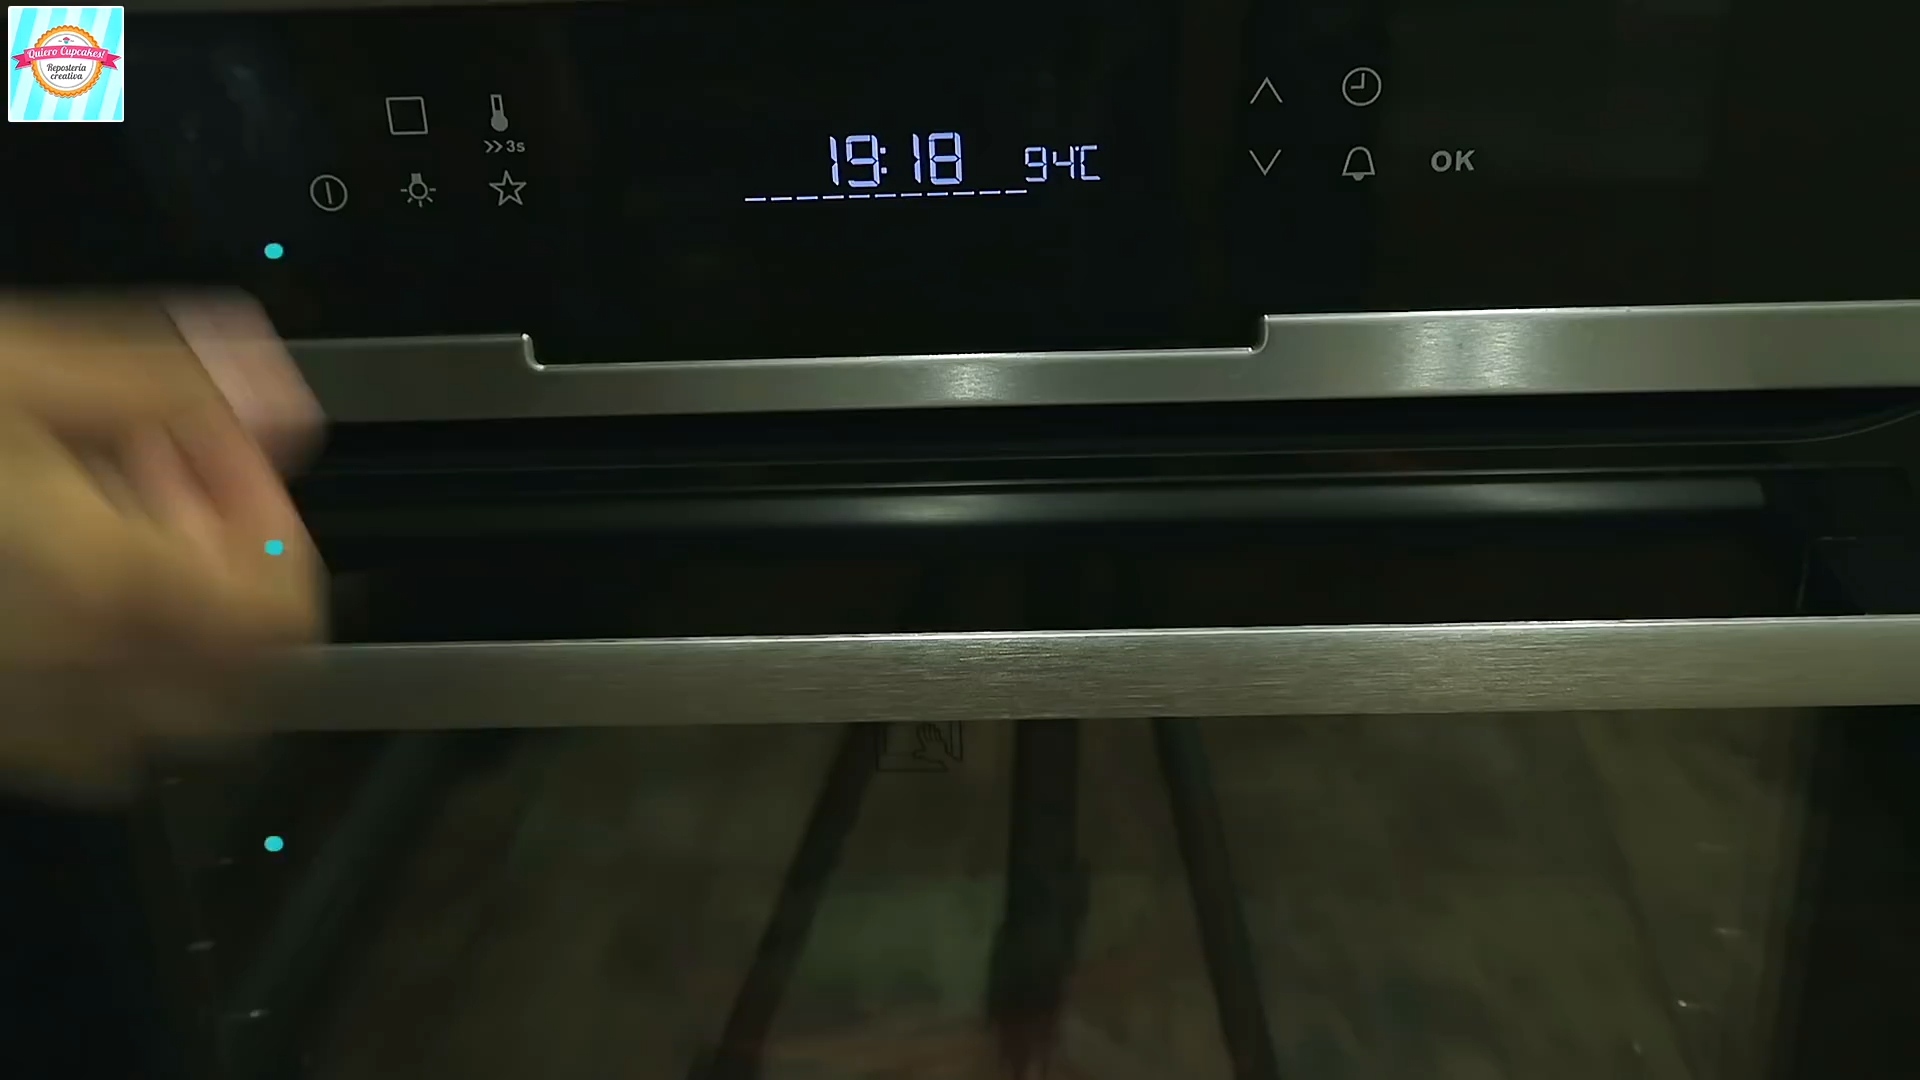 Quiero Cupcakes!
Repostería
creativa
>>3s
19:18 94°C
OK